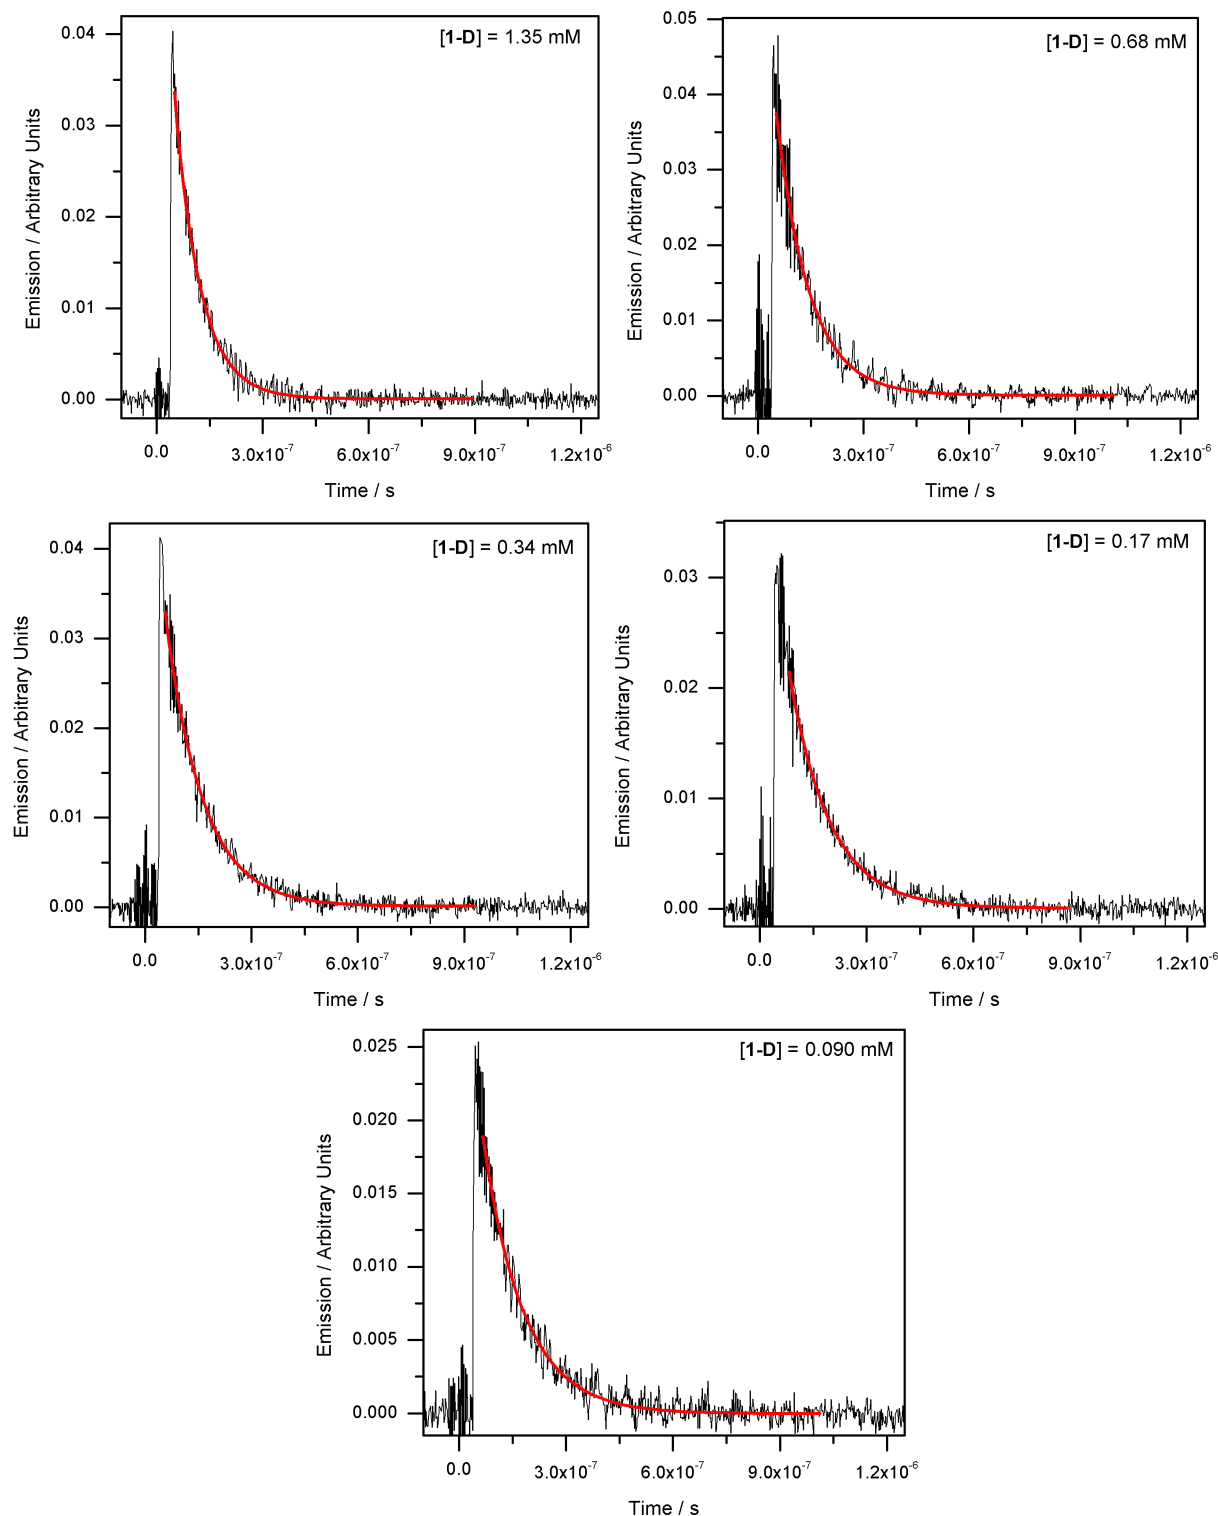 [1-D] = 1.35 mM
0.04
0.03
0.02
0.01
0.00
Emission / Arbitrary Units
0.0 3.0x10⁻⁷ 6.0x10⁻⁷ 9.0x10⁻⁷ 1.2x10⁻⁶
Time / s
[1-D] = 0.68 mM
0.05
0.04
0.03
0.02
0.01
0.00
Emission / Arbitrary Units
0.0 3.0x10⁻⁷ 6.0x10⁻⁷ 9.0x10⁻⁷ 1.2x10⁻⁶
Time / s
[1-D] = 0.34 mM
0.04
0.03
0.02
0.01
0.00
Emission / Arbitrary Units
0.0 3.0x10⁻⁷ 6.0x10⁻⁷ 9.0x10⁻⁷ 1.2x10⁻⁶
Time / s
[1-D] = 0.17 mM
0.03
0.02
0.01
0.00
Emission / Arbitrary Units
0.0 3.0x10⁻⁷ 6.0x10⁻⁷ 9.0x10⁻⁷ 1.2x10⁻⁶
Time / s
[1-D] = 0.090 mM
0.025
0.020
0.015
0.010
0.005
0.000
Emission / Arbitrary Units
0.0 3.0x10⁻⁷ 6.0x10⁻⁷ 9.0x10⁻⁷ 1.2x10⁻⁶
Time / s